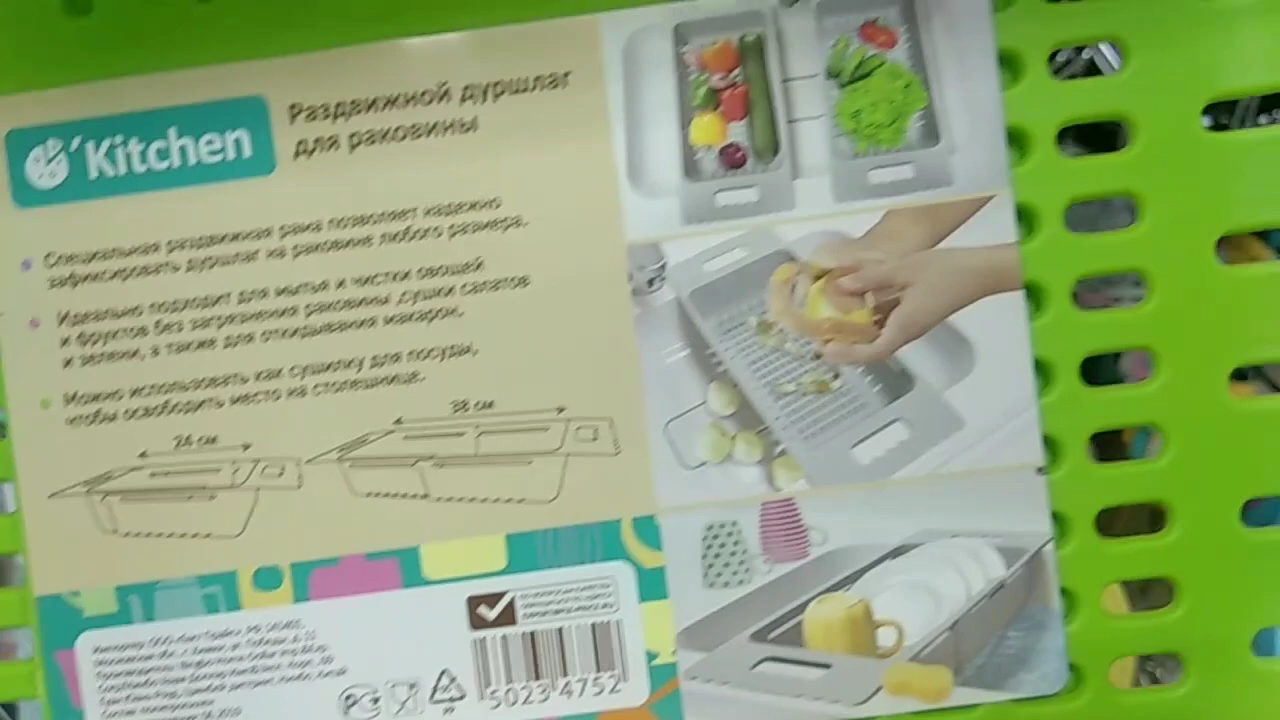 'Kitchen
Раздвижной дуршлаг
для раковины
Специальная раздвижная рама позволяет надежно
зафиксировать дуршлаг на раковине любого размера.
Идеально подходит для мытья и чистки овощей
и фруктов без загрязнения раковины, сушки салатов
и зелени, а также для откидывания макарон.
Можно использовать как сушилку для посуды,
чтобы освободить место на столешнице.
24 см
38 см
5023 4752